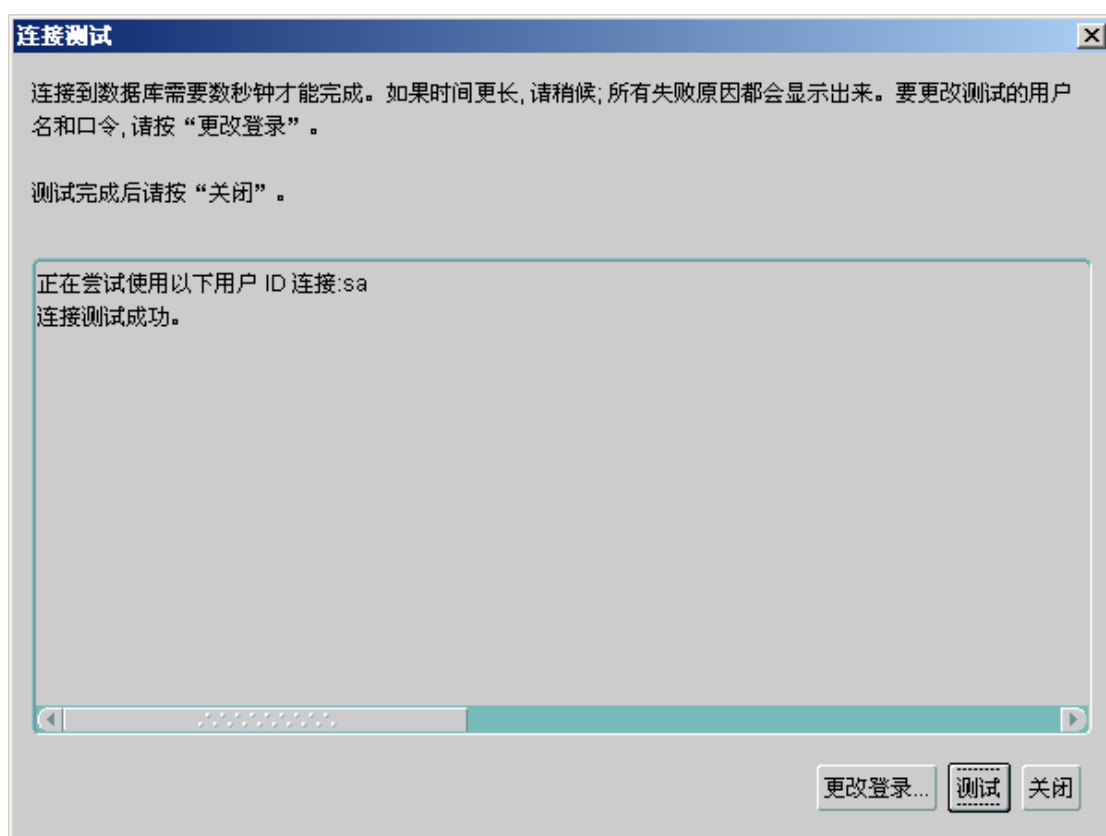 连接测试
连接到数据库需要数秒钟才能完成。如果时间更长, 请稍候; 所有失败原因都会显示出来。要更改测试的用户
名和口令, 请按“更改登录”。
测试完成后请按“关闭”。
正在尝试使用以下用户 ID 连接:sa
连接测试成功。
更改登录... 测试 关闭